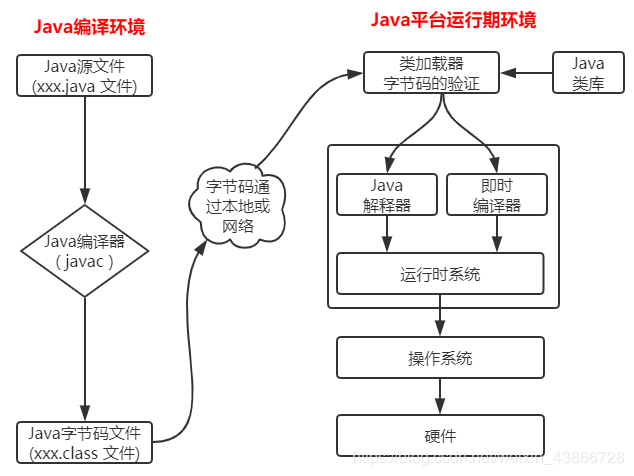 Java编译环境
Java源文件
(xxx.java 文件)
Java编译器
( javac )
Java字节码文件
(xxx.class 文件)
字节码通
过本地或
网络
Java平台运行期环境
类加载器
字节码的验证
Java
类库
Java
解释器
即时
编译器
运行时系统
操作系统
硬件
https://blog.csdn.net/weixin_43866728